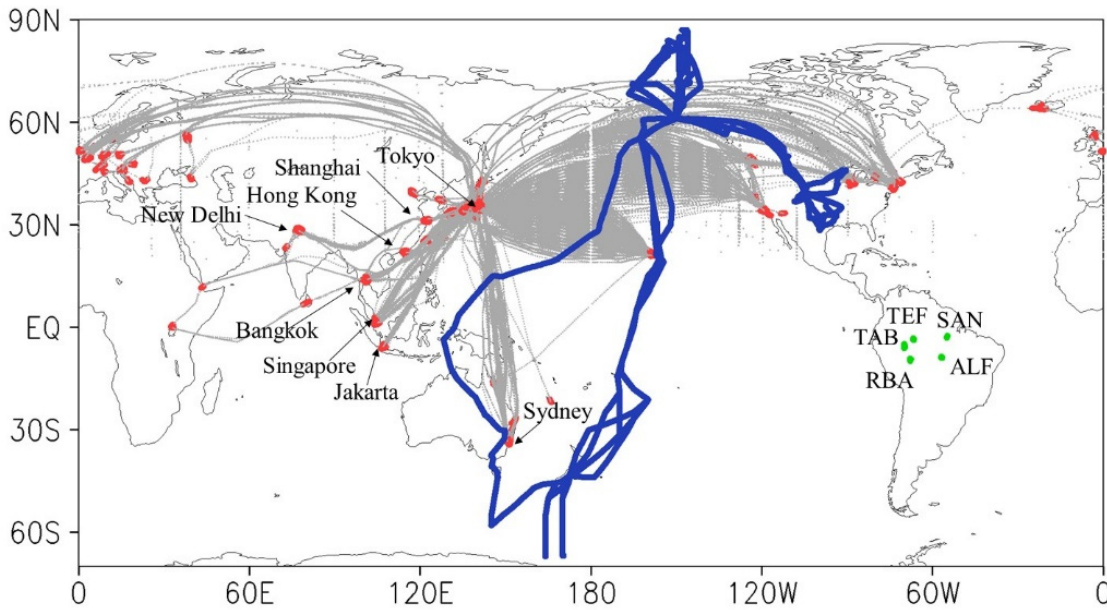 90N
60N
Tokyo
Shanghai
Hong Kong
New Delhi
30N
TEF
SAN
EQ
Bangkok
TAB
Singapore
ALF
RBA
Jakarta
Sydney
30S
60S
0
60E
120E
180
120W
60W
0